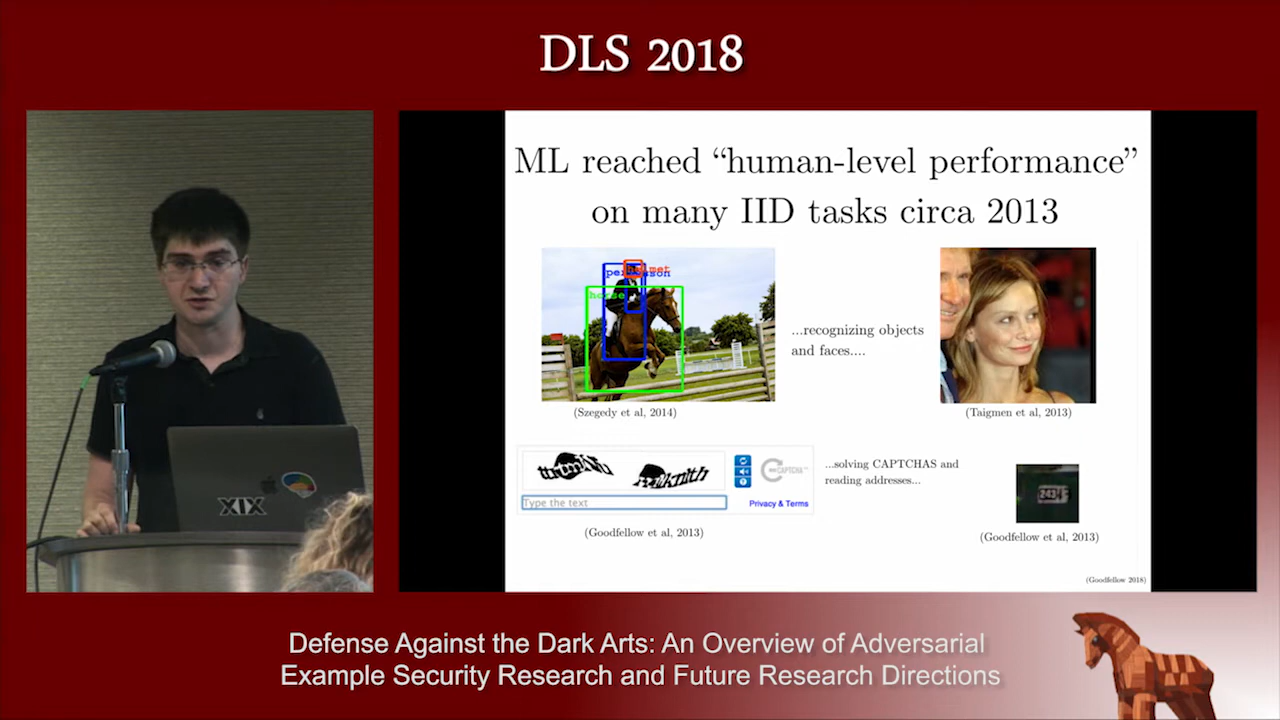 DLS 2018
ML reached “human-level performance”
on many IID tasks circa 2013
helmet
person
horse
...recognizing objects
and faces....
(Szegedy et al, 2014)
(Taigmen et al, 2013)
Type the text
Privacy & Terms
...solving CAPTCHAS and
reading addresses...
243
(Goodfellow et al, 2013)
(Goodfellow et al, 2013)
(Goodfellow 2018)
XIX
Defense Against the Dark Arts: An Overview of Adversarial
Example Security Research and Future Research Directions